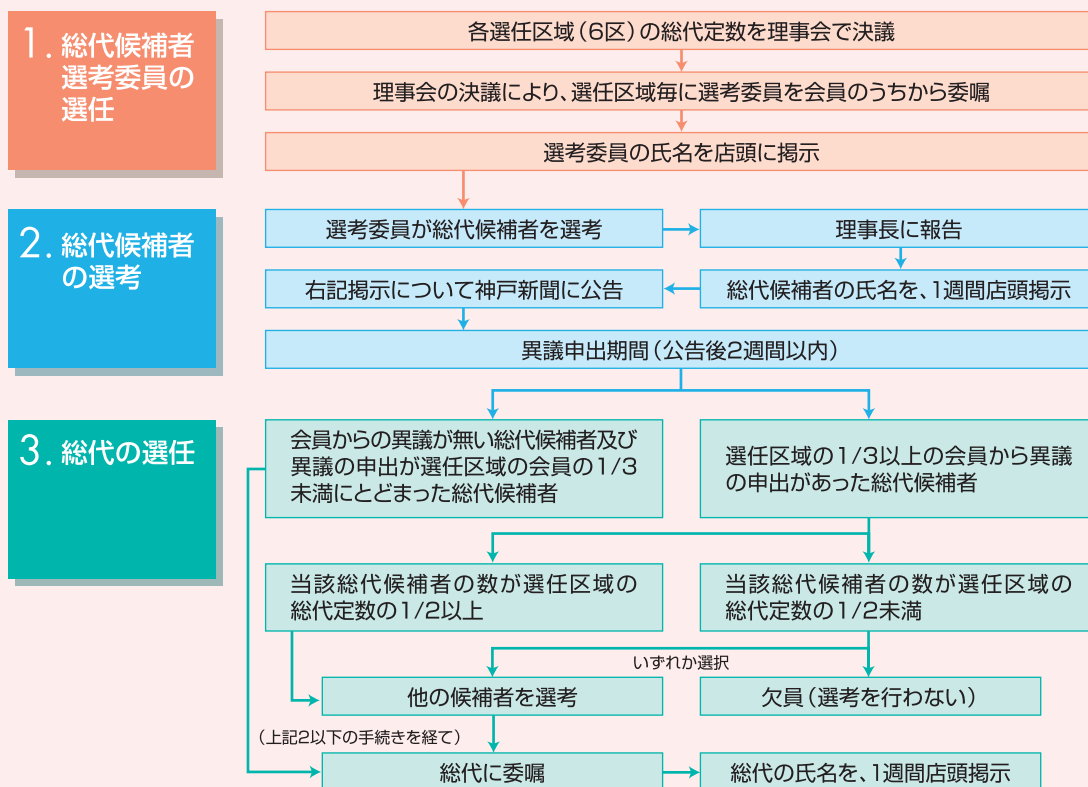 1. 総代候補者
選考委員の
選任
各選任区域（6区）の総代定数を理事会で決議
理事会の決議により、選任区域毎に選考委員を会員のうちから委嘱
選考委員の氏名を店頭に掲示
2. 総代候補者
の選考
選考委員が総代候補者を選考
理事長に報告
右記掲示について神戸新聞に公告
総代候補者の氏名を、1週間店頭掲示
異議申出期間（公告後2週間以内）
3. 総代の選任
会員からの異議が無い総代候補者及び
異議の申出が選任区域の会員の1/3
未満にとどまった総代候補者
選任区域の1/3以上の会員から異議
の申出があった総代候補者
当該総代候補者の数が選任区域の
総代定数の1/2以上
当該総代候補者の数が選任区域の
総代定数の1/2未満
いずれか選択
他の候補者を選考
欠員（選考を行わない）
（上記2以下の手続きを経て）
総代に委嘱
総代の氏名を、1週間店頭掲示